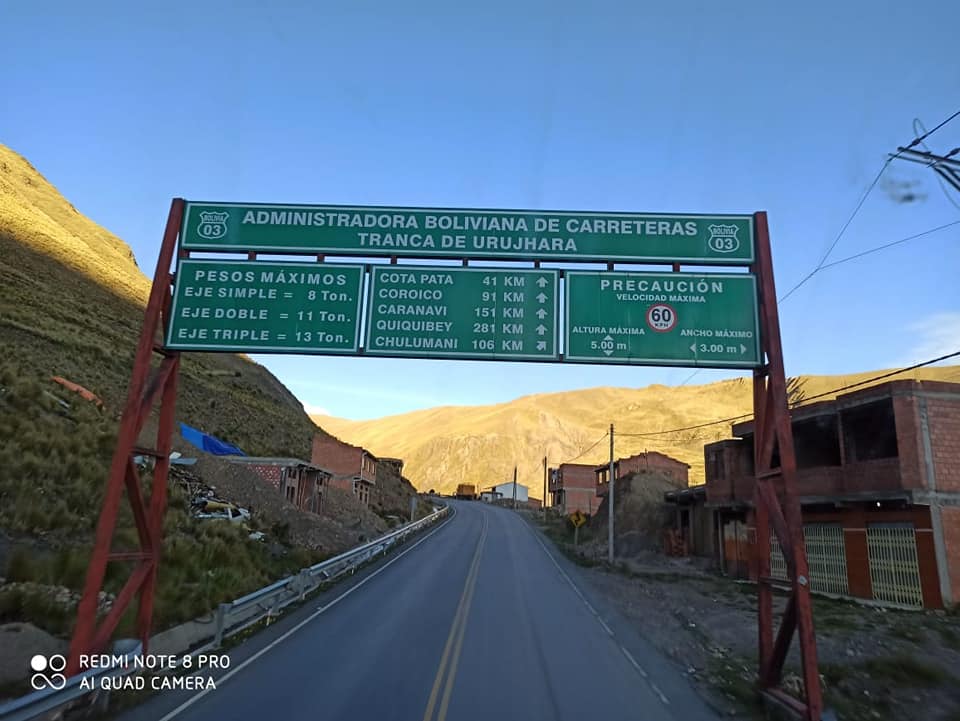 BOLIVIA 03
ADMINISTRADORA BOLIVIANA DE CARRETERAS
TRANCA DE URUJHARA
BOLIVIA 03
PESOS MÁXIMOS
EJE SIMPLE = 8 Ton.
EJE DOBLE = 11 Ton.
EJE TRIPLE = 13 Ton.
COTA PATA 41 KM
COROICO 91 KM
CARANAVI 151 KM
QUIQUIBEY 281 KM
CHULUMANI 106 KM
PRECAUCIÓN
VELOCIDAD MÁXIMA
60
KPH
ALTURA MÁXIMA
5.00 m
ANCHO MÁXIMO
3.00 m
REDMI NOTE 8 PRO
AI QUAD CAMERA